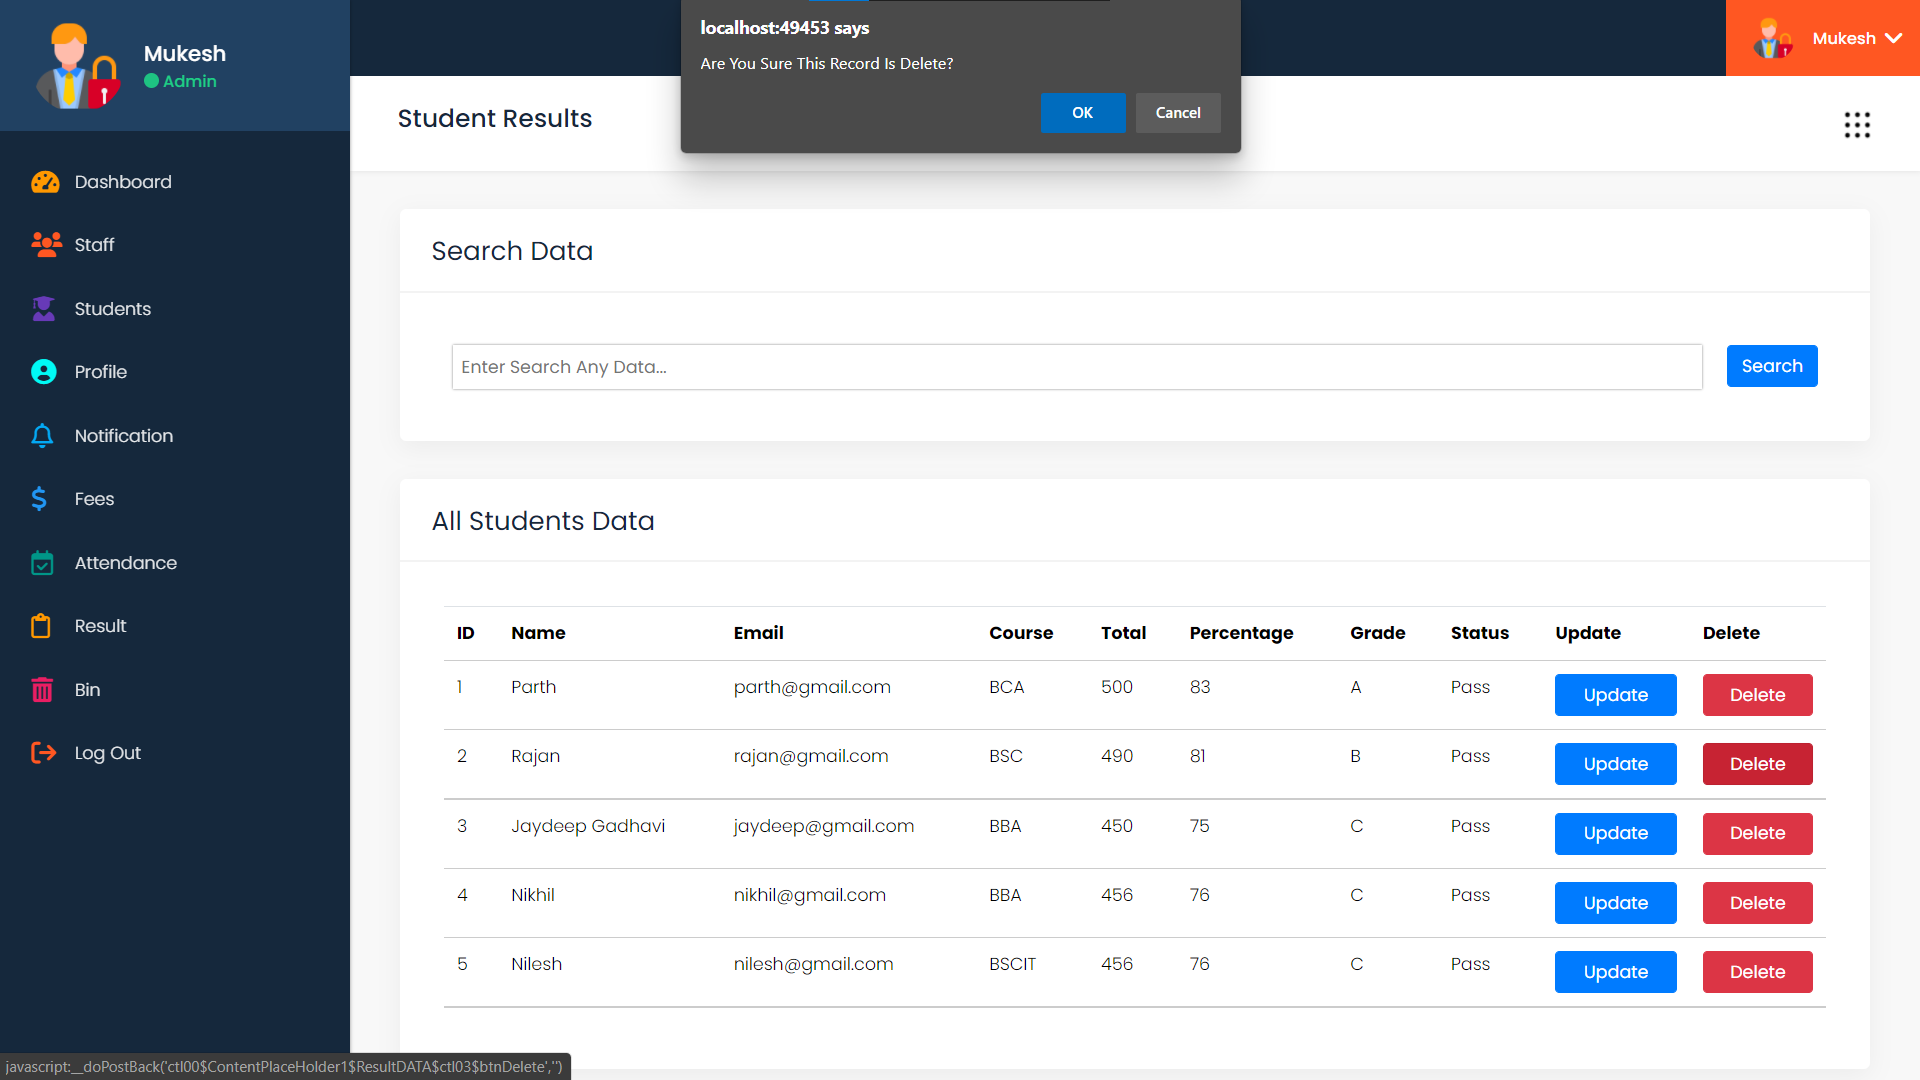 Mukesh
Admin
Dashboard
Staff
Students
Profile
Notification
Fees
Attendance
Result
Bin
Log Out
localhost:49453 says
Are You Sure This Record Is Delete?
OK Cancel
Mukesh
Student Results
Search Data
Enter Search Any Data...
Search
All Students Data
ID Name Email Course Total Percentage Grade Status Update Delete
1 Parth parth@gmail.com BCA 500 83 A Pass Update Delete
2 Rajan rajan@gmail.com BSC 490 81 B Pass Update Delete
3 Jaydeep Gadhavi jaydeep@gmail.com BBA 450 75 C Pass Update Delete
4 Nikhil nikhil@gmail.com BBA 456 76 C Pass Update Delete
5 Nilesh nilesh@gmail.com BSCIT 456 76 C Pass Update Delete
javascript:__doPostBack('ctl00$ContentPlaceHolder1$ResultDATA$ctl03$btnDelete','')